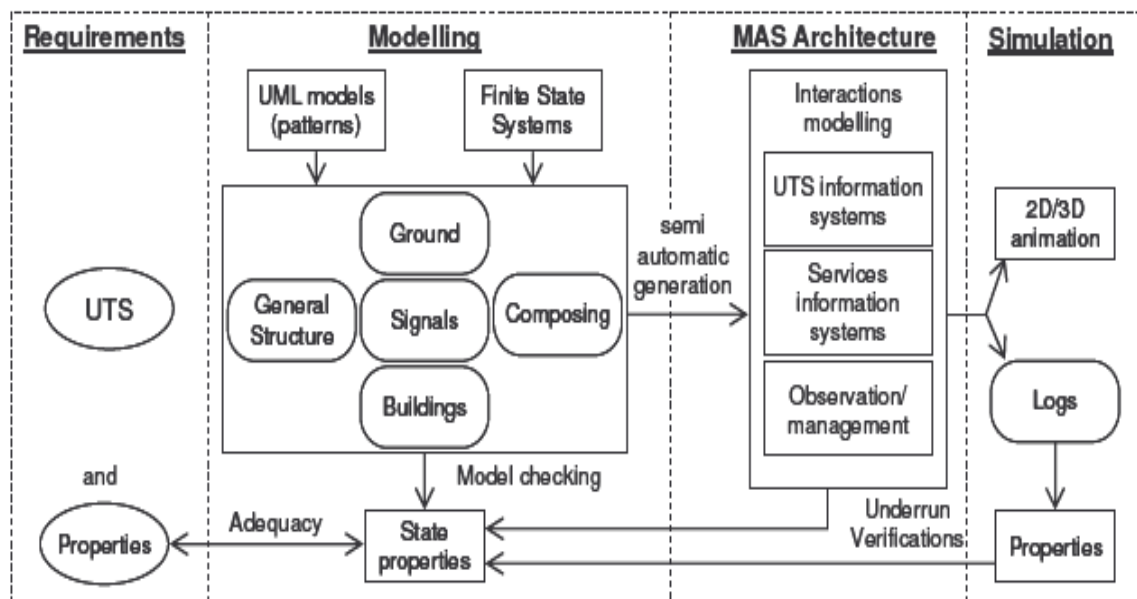 Requirements
Modelling
MAS Architecture
Simulation
UML models
(patterns)
Finite State
Systems
Interactions
modelling
UTS information
systems
2D/3D
animation
Ground
semi
automatic
generation
General
Structure
Signals
Composing
Services
information
systems
UTS
Buildings
Observation/
management
Logs
and
Model checking
Properties
Adequacy
State
properties
Underrun
Verifications
Properties